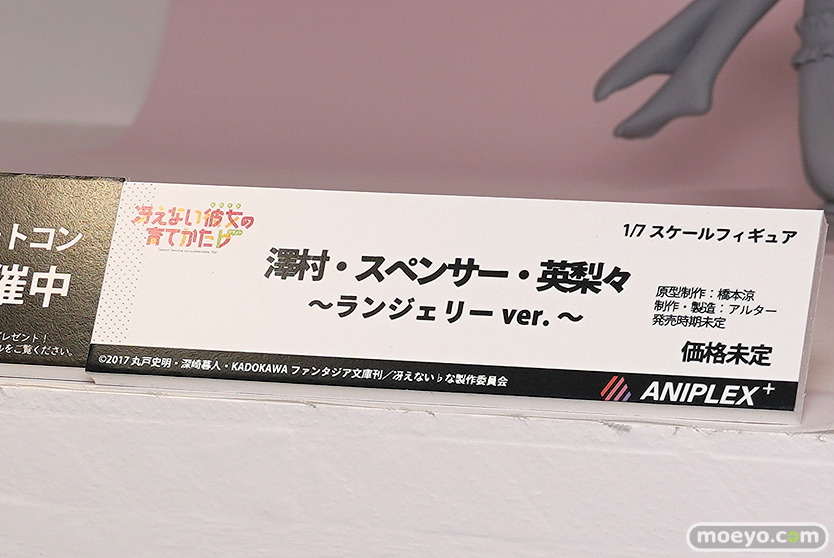 ットコン
催中
プレゼント！
ルをご覧ください。
冴えない彼女の
育てかた♭
1/7 スケールフィギュア
澤村・スペンサー・英梨々
～ランジェリー ver. ～
原型制作：橋本涼
制作・製造：アルター
発売時期未定
価格未定
©2017 丸戸史明・深崎暮人・KADOKAWA ファンタジア文庫刊／冴えない♭な製作委員会
ANIPLEX+
moeyo.com